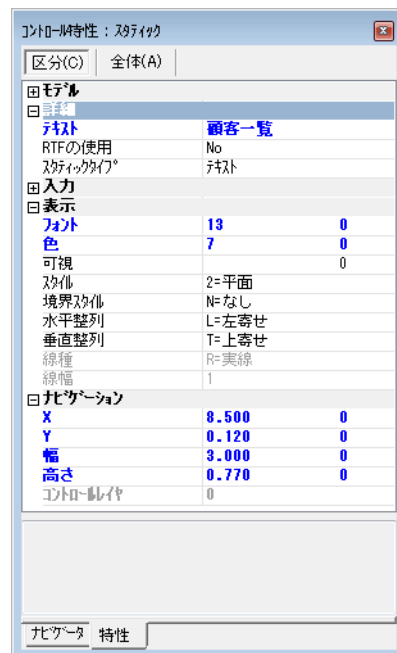 ｺﾝﾄﾛｰﾙ特性 : ｽﾀﾃｨｯｸ
区分(C) 全体(A)
ﾓﾃﾞﾙ
詳細
ﾃｷｽﾄ 顧客一覧
RTFの使用 No
ｽﾀﾃｨｯｸﾀｲﾌﾟ ﾃｷｽﾄ
入力
表示
ﾌｫﾝﾄ 13 0
色 7 0
可視 0
ｽﾀｲﾙ 2=平面
境界ｽﾀｲﾙ N=なし
水平整列 L=左寄せ
垂直整列 T=上寄せ
線種 R=実線
線幅 1
ﾅﾋﾞｹﾞｰｼｮﾝ
X 8.500 0
Y 0.120 0
幅 3.000 0
高さ 0.770 0
ｺﾝﾄﾛｰﾙﾚｲﾔ 0
ﾅﾋﾞｹﾞｰﾀ 特性